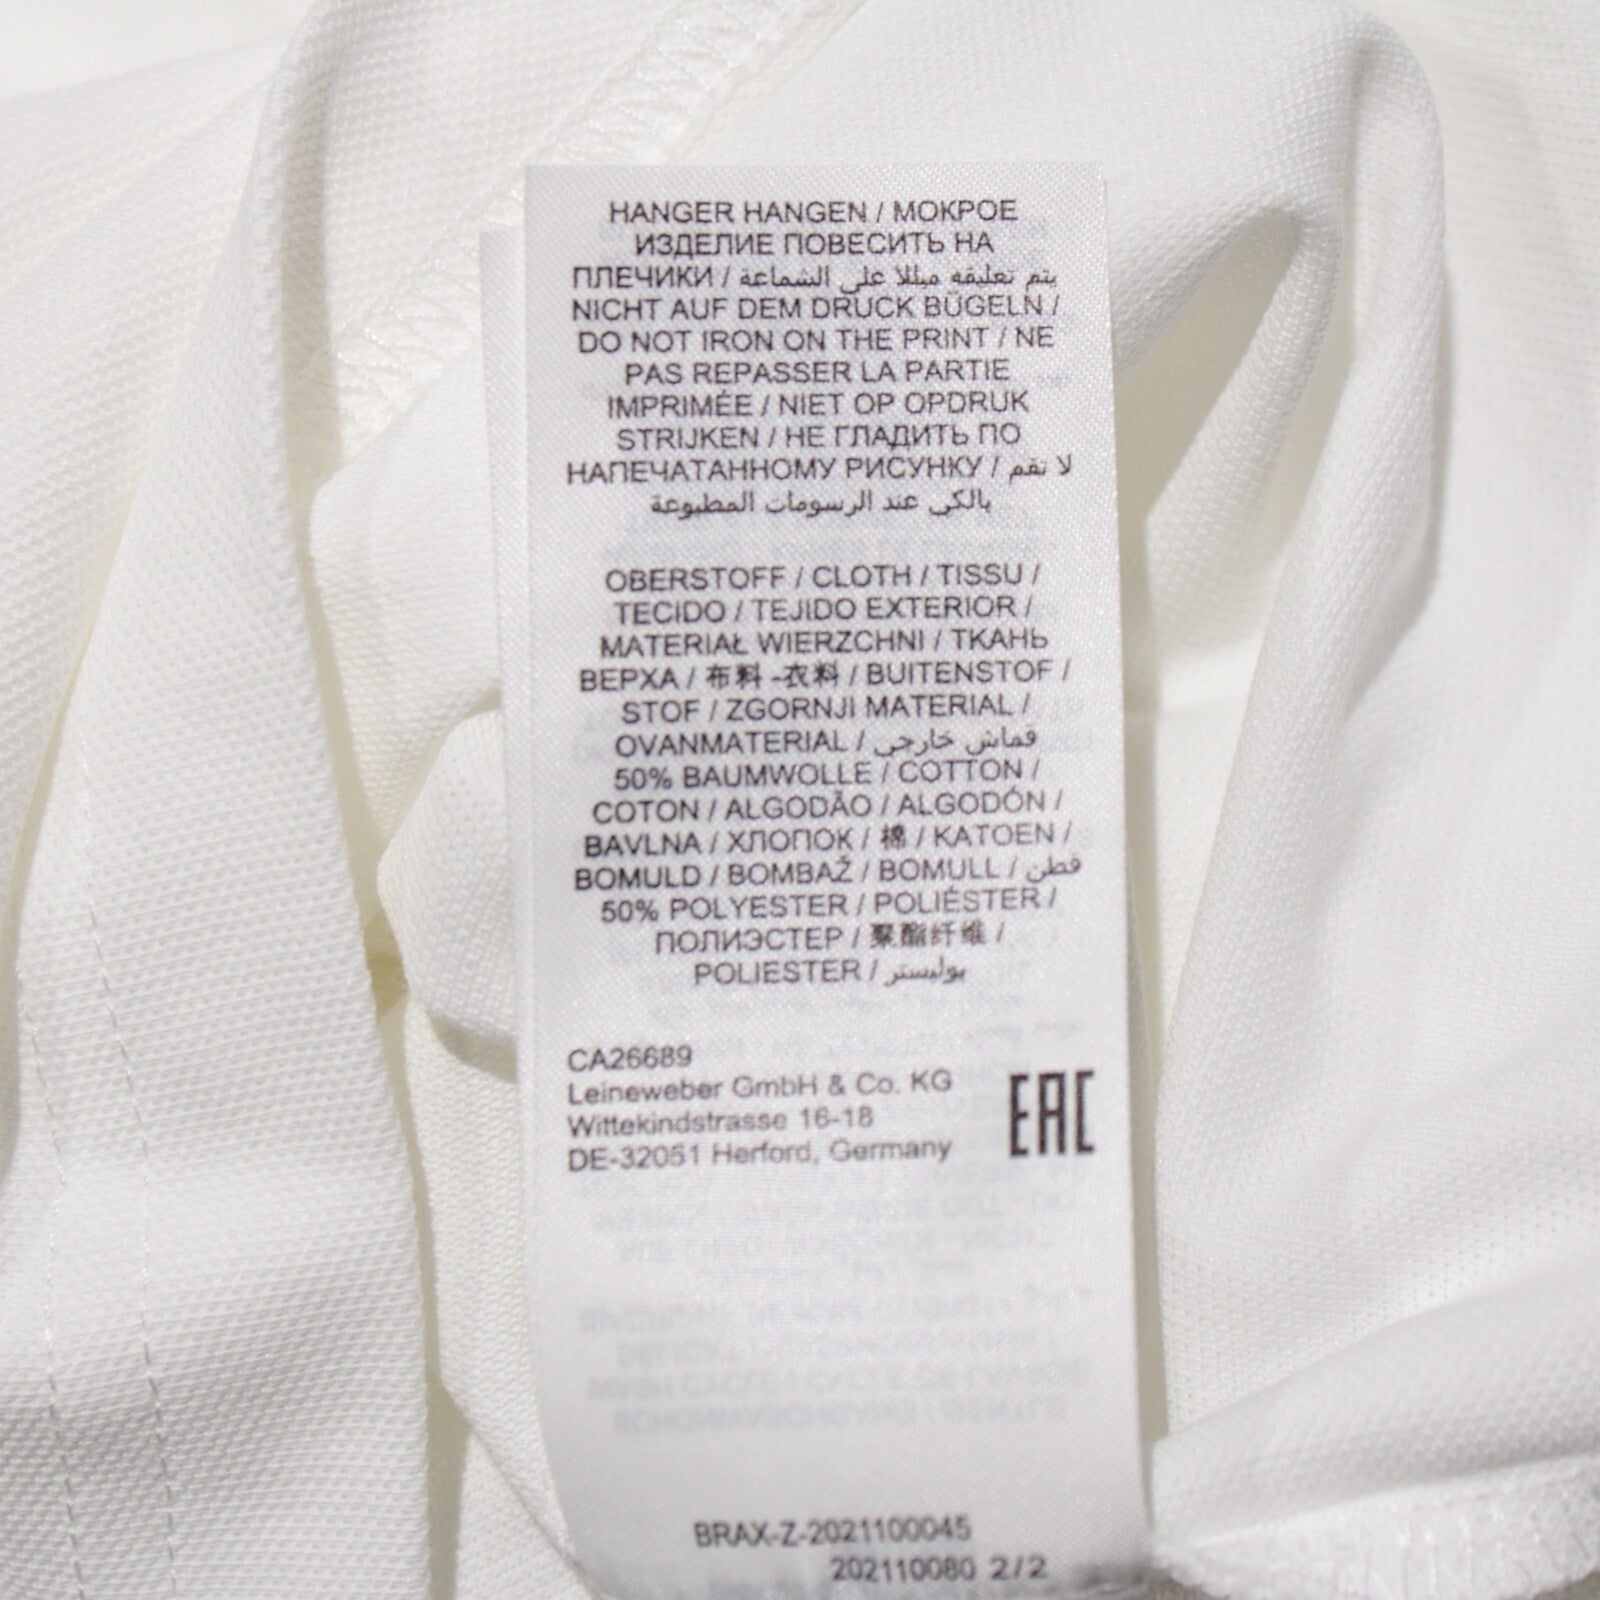 HANGER HANGEN / МОКРОЕ
ИЗДЕЛИЕ ПОВЕСИТЬ НА
ПЛЕЧИКИ / يتم تعليقه مبللا على الشماعة
NICHT AUF DEM DRUCK BÜGELN /
DO NOT IRON ON THE PRINT / NE
PAS REPASSER LA PARTIE
IMPRIMÉE / NIET OP OPDRUK
STRIJKEN / НЕ ГЛАДИТЬ ПО
НАПЕЧАТАННОМУ РИСУНКУ / لا تقم
بالكي عند الرسومات المطبوعة
OBERSTOFF / CLOTH / TISSU /
TECIDO / TEJIDO EXTERIOR /
MATERIAŁ WIERZCHNI / ТКАНЬ
ВЕРХА / 布料 -衣料 / BUITENSTOF /
STOF / ZGORNJI MATERIAL /
OVANMATERIAL / قماش خارجي
50% BAUMWOLLE / COTTON /
COTON / ALGODÃO / ALGODÓN /
BAVLNA / ХЛОПОК / 棉 / KATOEN /
BOMULD / BOMBAŽ / BOMULL / قطن
50% POLYESTER / POLIÉSTER /
ПОЛИЭСТЕР / 聚酯纤维 /
POLIESTER / بوليستر
CA26689
Leineweber GmbH & Co. KG
Wittekindstrasse 16-18
DE-32051 Herford, Germany
EAC
BRAX-Z-2021100045
202110080 2/2